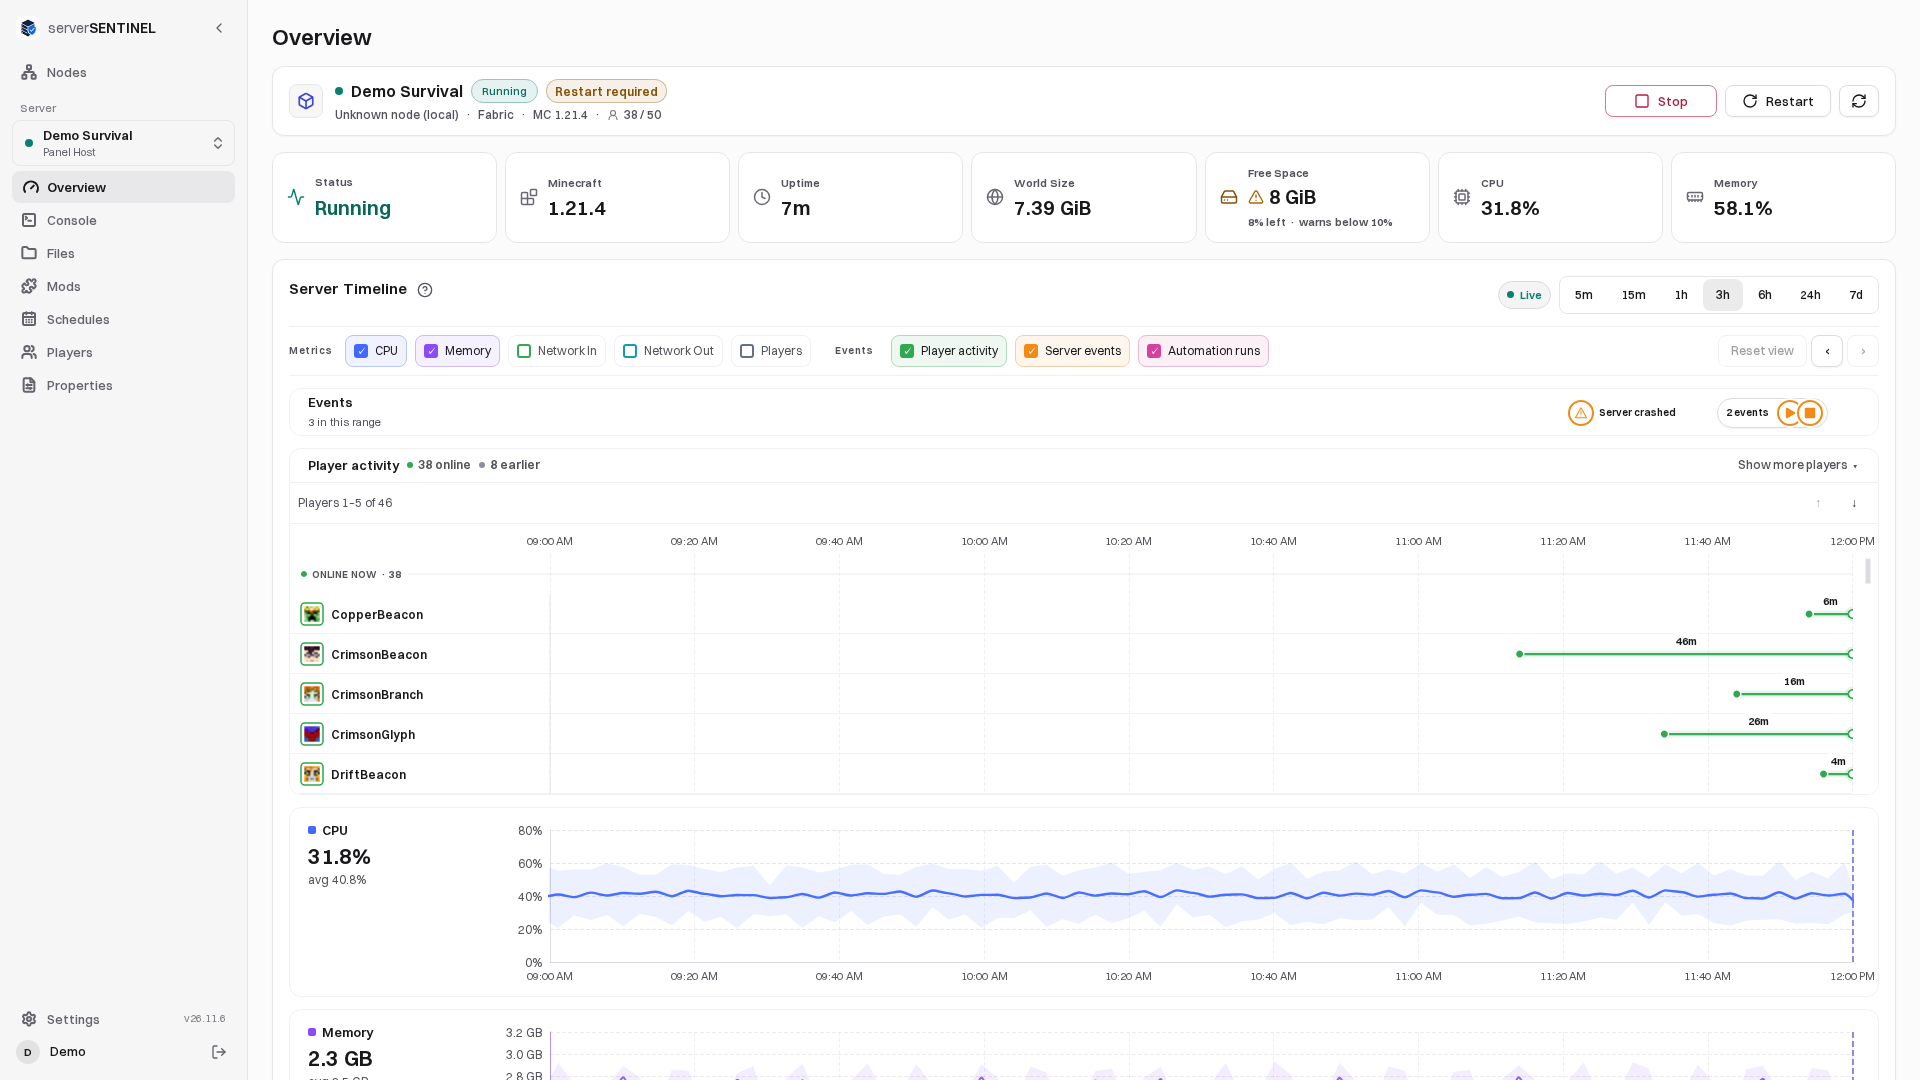 serverSENTINEL
Nodes
Server
Demo Survival
Panel Host
Overview
Console
Files
Mods
Schedules
Players
Properties
Settings
v26.11.6
D
Demo
Overview
Demo Survival
Running
Restart required
Unknown node (local) · Fabric · MC 1.21.4 · 38 / 50
Stop
Restart
Status
Running
Minecraft
1.21.4
Uptime
7m
World Size
7.39 GiB
Free Space
8 GiB
8% left · warns below 10%
CPU
31.8%
Memory
58.1%
Server Timeline
Live
5m 15m 1h 3h 6h 24h 7d
Metrics
CPU
Memory
Network In
Network Out
Players
Events
Player activity
Server events
Automation runs
Reset view
Events
3 in this range
Server crashed
2 events
Player activity
38 online
8 earlier
Show more players
Players 1–5 of 46
09:00 AM 09:20 AM 09:40 AM 10:00 AM 10:20 AM 10:40 AM 11:00 AM 11:20 AM 11:40 AM 12:00 PM
ONLINE NOW · 38
CopperBeacon
6m
CrimsonBeacon
46m
CrimsonBranch
16m
CrimsonGlyph
26m
DriftBeacon
4m
CPU
31.8%
avg 40.8%
80%
60%
40%
20%
0%
09:00 AM 09:20 AM 09:40 AM 10:00 AM 10:20 AM 10:40 AM 11:00 AM 11:20 AM 11:40 AM 12:00 PM
Memory
2.3 GB
3.2 GB
3.0 GB
2.8 GB